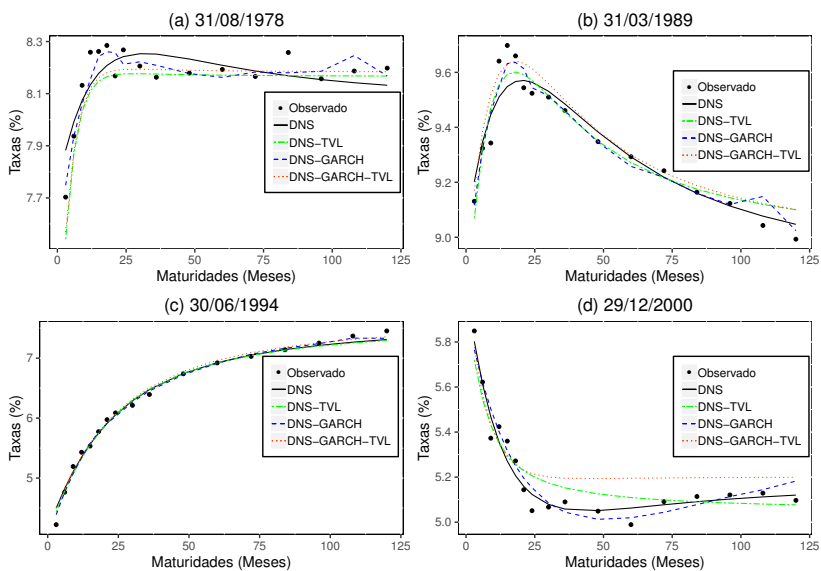 (a) 31/08/1978
Taxas (%)
8.3
8.1
7.9
7.7
Observado
DNS
DNS−TVL
DNS−GARCH
DNS−GARCH−TVL
0 25 50 75 100 125
Maturidades (Meses)
(b) 31/03/1989
Taxas (%)
9.6
9.4
9.2
9.0
Observado
DNS
DNS−TVL
DNS−GARCH
DNS−GARCH−TVL
0 25 50 75 100 125
Maturidades (Meses)
(c) 30/06/1994
Taxas (%)
7
6
5
Observado
DNS
DNS−TVL
DNS−GARCH
DNS−GARCH−TVL
0 25 50 75 100 125
Maturidades (Meses)
(d) 29/12/2000
Taxas (%)
5.8
5.6
5.4
5.2
5.0
Observado
DNS
DNS−TVL
DNS−GARCH
DNS−GARCH−TVL
0 25 50 75 100 125
Maturidades (Meses)